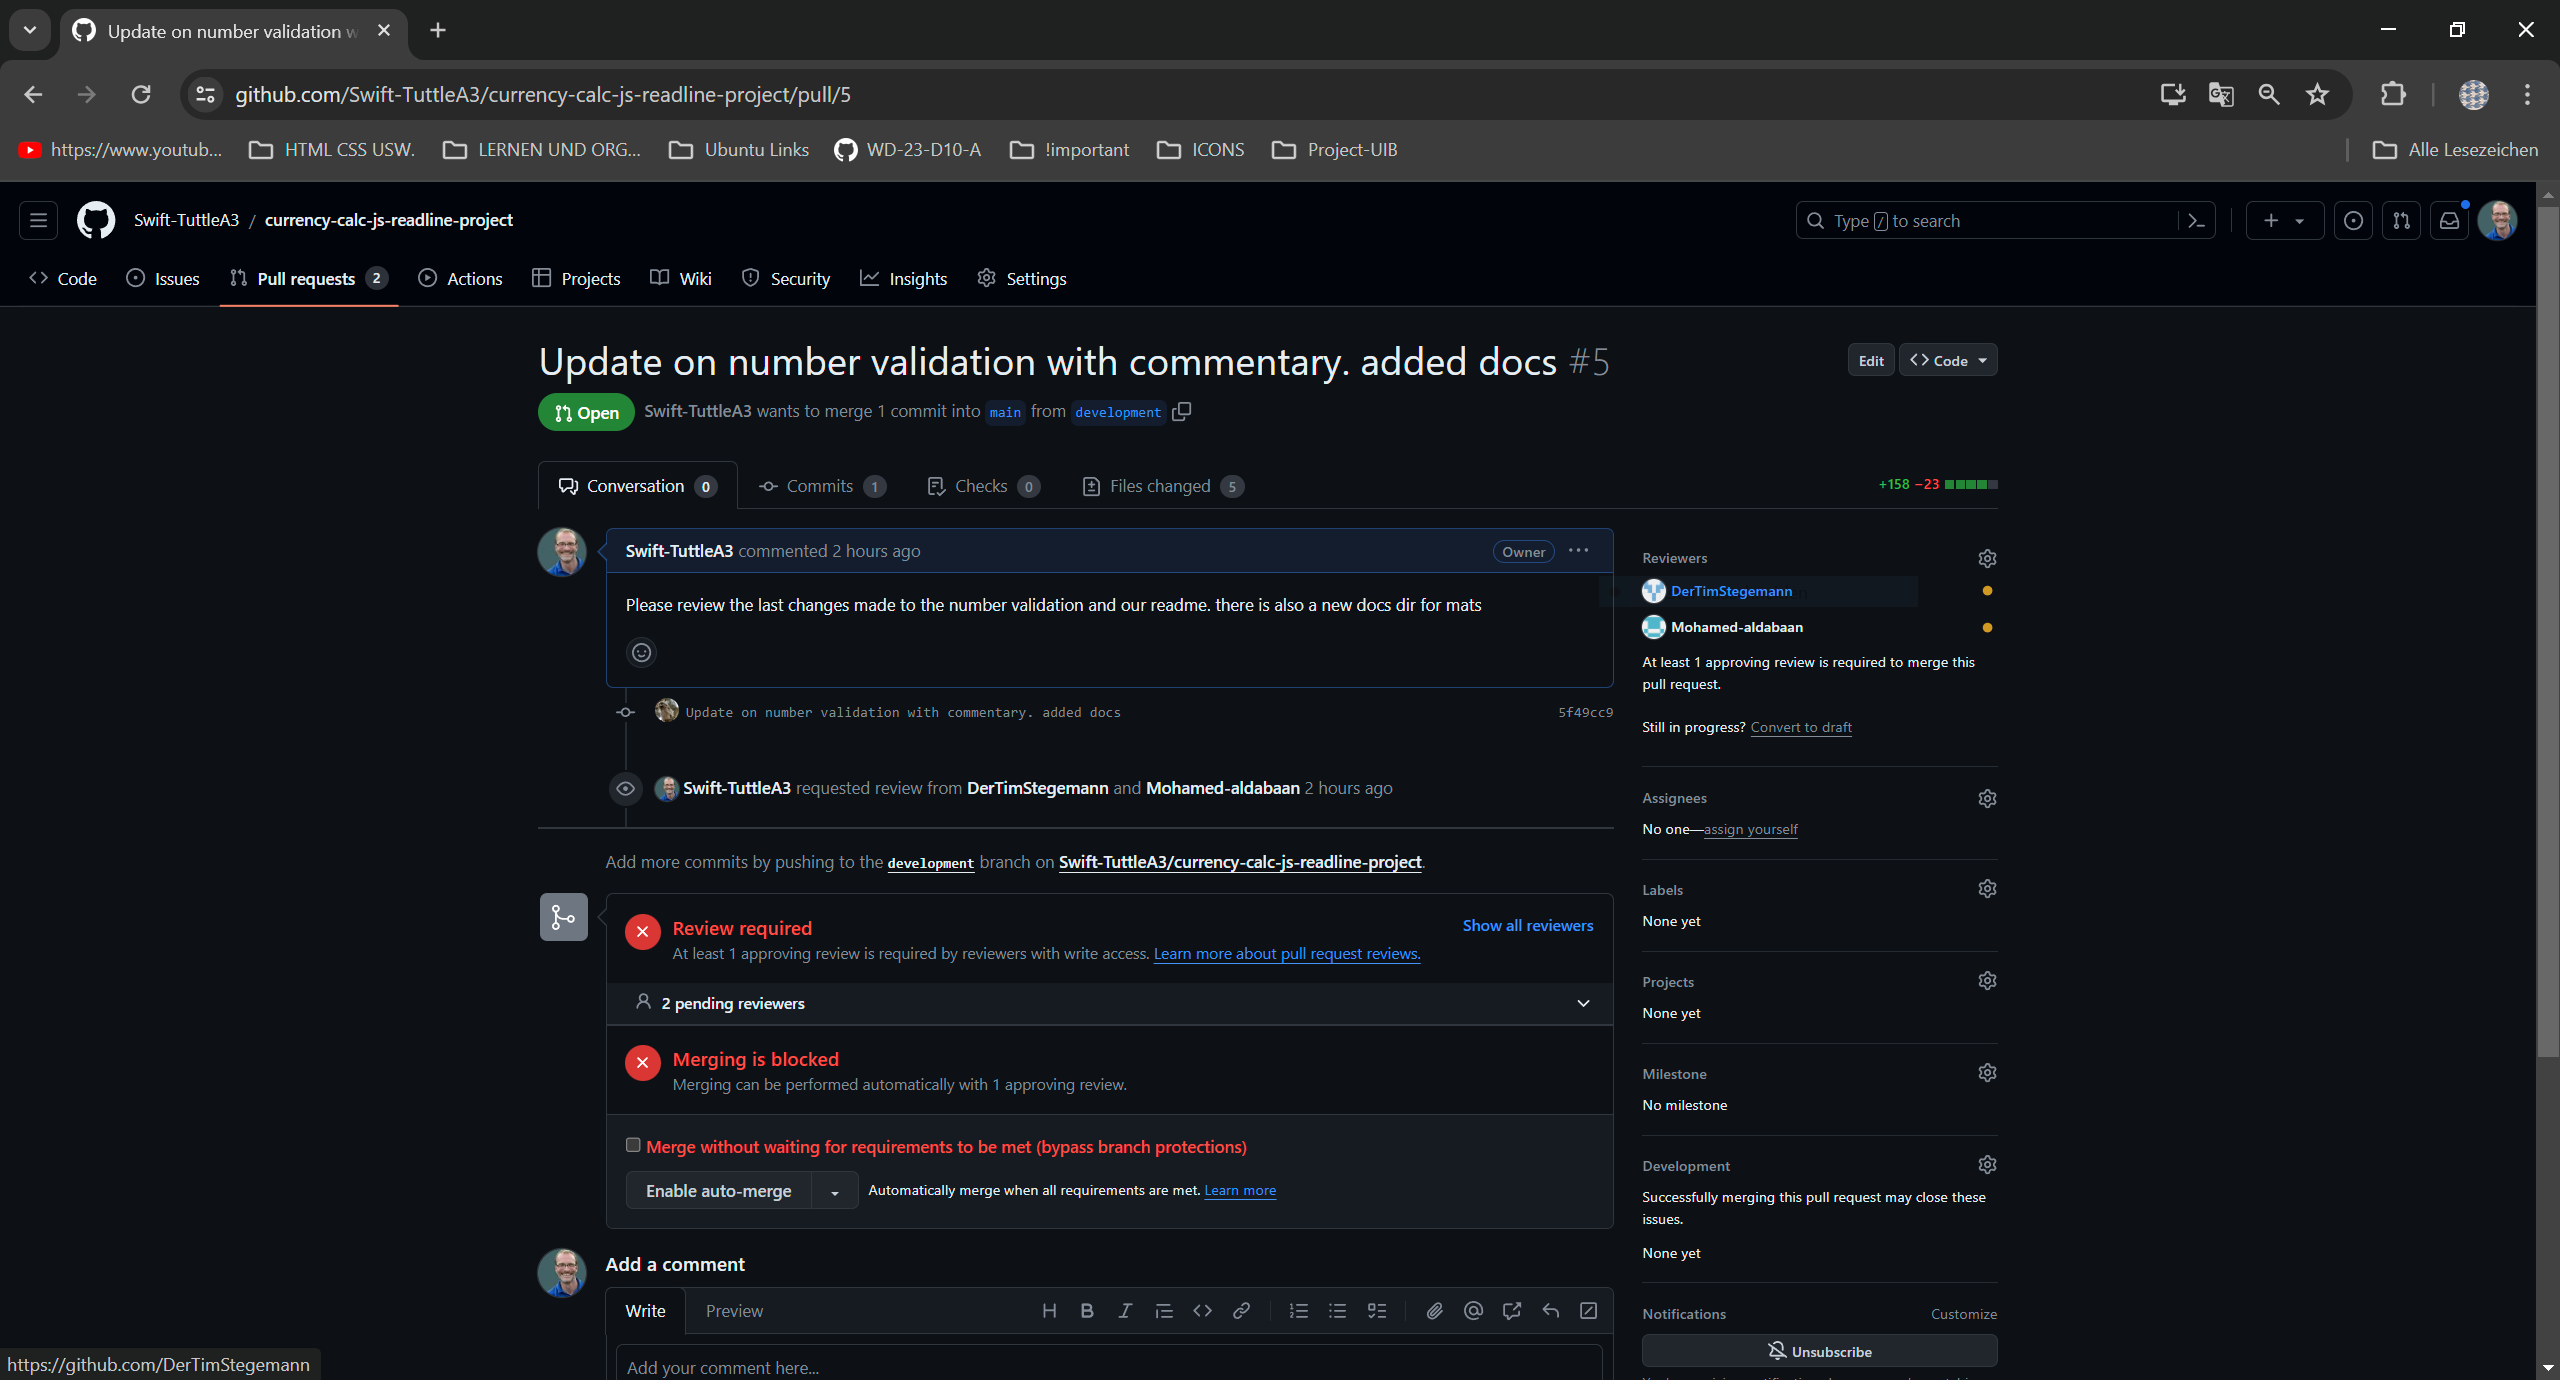 Update on number validation w
github.com/Swift-TuttleA3/currency-calc-js-readline-project/pull/5
https://www.youtub... HTML CSS USW. LERNEN UND ORG... Ubuntu Links WD-23-D10-A !important ICONS Project-UIB Alle Lesezeichen
Swift-TuttleA3 / currency-calc-js-readline-project Type / to search
Code Issues Pull requests 2 Actions Projects Wiki Security Insights Settings
Update on number validation with commentary. added docs #5 Edit Code
Open Swift-TuttleA3 wants to merge 1 commit into main from development
Conversation 0 Commits 1 Checks 0 Files changed 5 +158 −23
Swift-TuttleA3 commented 2 hours ago Owner
Please review the last changes made to the number validation and our readme. there is also a new docs dir for mats
Update on number validation with commentary. added docs 5f49cc9
Swift-TuttleA3 requested review from DerTimStegemann and Mohamed-aldabaan 2 hours ago
Add more commits by pushing to the development branch on Swift-TuttleA3/currency-calc-js-readline-project.
Review required Show all reviewers
At least 1 approving review is required by reviewers with write access. Learn more about pull request reviews.
2 pending reviewers
Merging is blocked
Merging can be performed automatically with 1 approving review.
Merge without waiting for requirements to be met (bypass branch protections)
Enable auto-merge Automatically merge when all requirements are met. Learn more
Add a comment
Write Preview
Add your comment here...
Reviewers
DerTimStegemann
Mohamed-aldabaan
At least 1 approving review is required to merge this
pull request.
Still in progress? Convert to draft
Assignees
No one—assign yourself
Labels
None yet
Projects
None yet
Milestone
No milestone
Development
Successfully merging this pull request may close these
issues.
None yet
Notifications Customize
Unsubscribe
https://github.com/DerTimStegemann